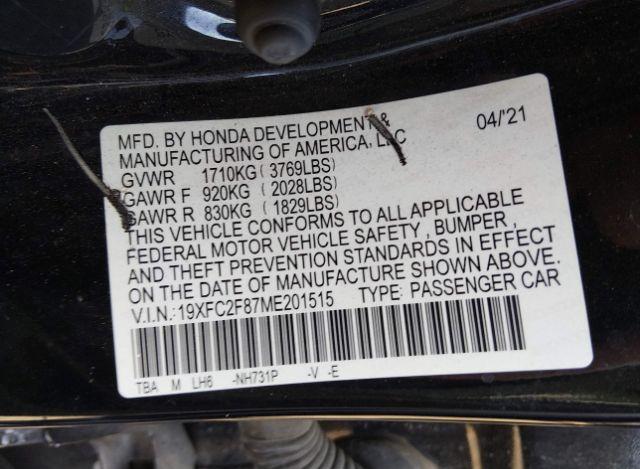 MFD. BY HONDA DEVELOPMENT & 04/'21
MANUFACTURING OF AMERICA, LLC
GVWR 1710KG (3769LBS)
GAWR F 920KG (2028LBS)
GAWR R 830KG (1829LBS)
THIS VEHICLE CONFORMS TO ALL APPLICABLE
FEDERAL MOTOR VEHICLE SAFETY, BUMPER,
AND THEFT PREVENTION STANDARDS IN EFFECT
ON THE DATE OF MANUFACTURE SHOWN ABOVE.
V.I.N.:19XFC2F87ME201515 TYPE: PASSENGER CAR
TBA M LH6 -NH731P -V -E